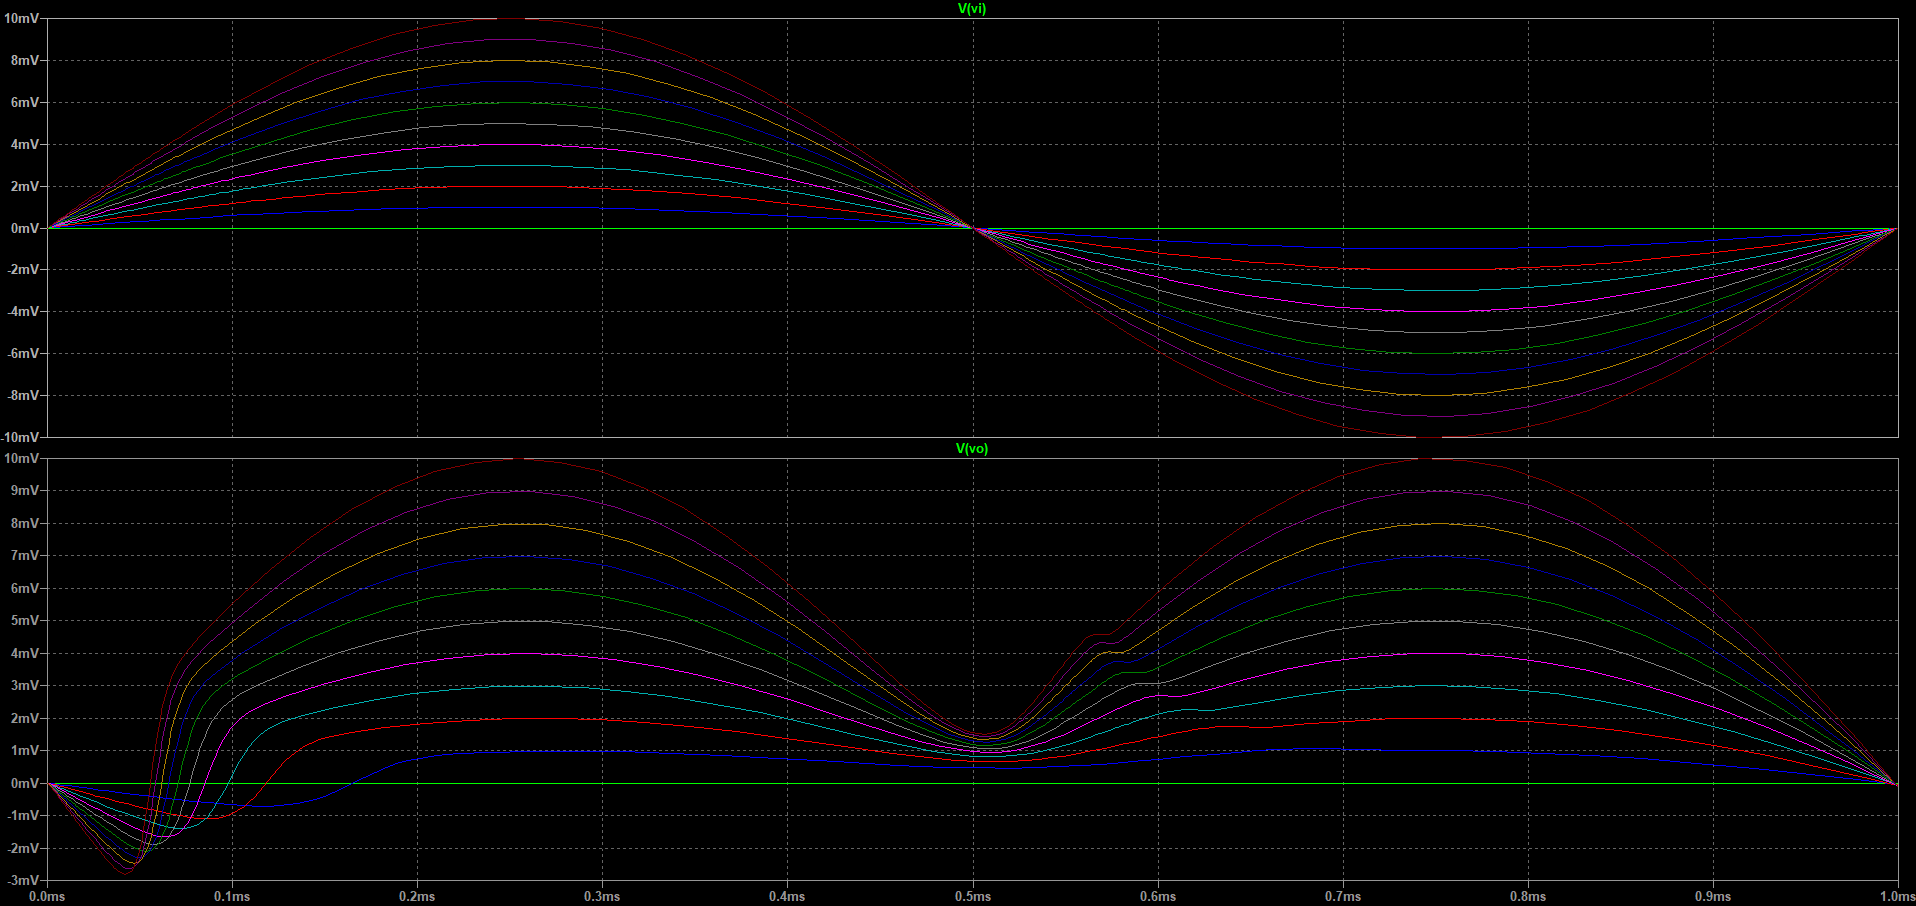 V(vi)
10mV
8mV
6mV
4mV
2mV
0mV
-2mV
-4mV
-6mV
-8mV
-10mV
V(vo)
10mV
9mV
8mV
7mV
6mV
5mV
4mV
3mV
2mV
1mV
0mV
-1mV
-2mV
-3mV
0.0ms 0.1ms 0.2ms 0.3ms 0.4ms 0.5ms 0.6ms 0.7ms 0.8ms 0.9ms 1.0ms